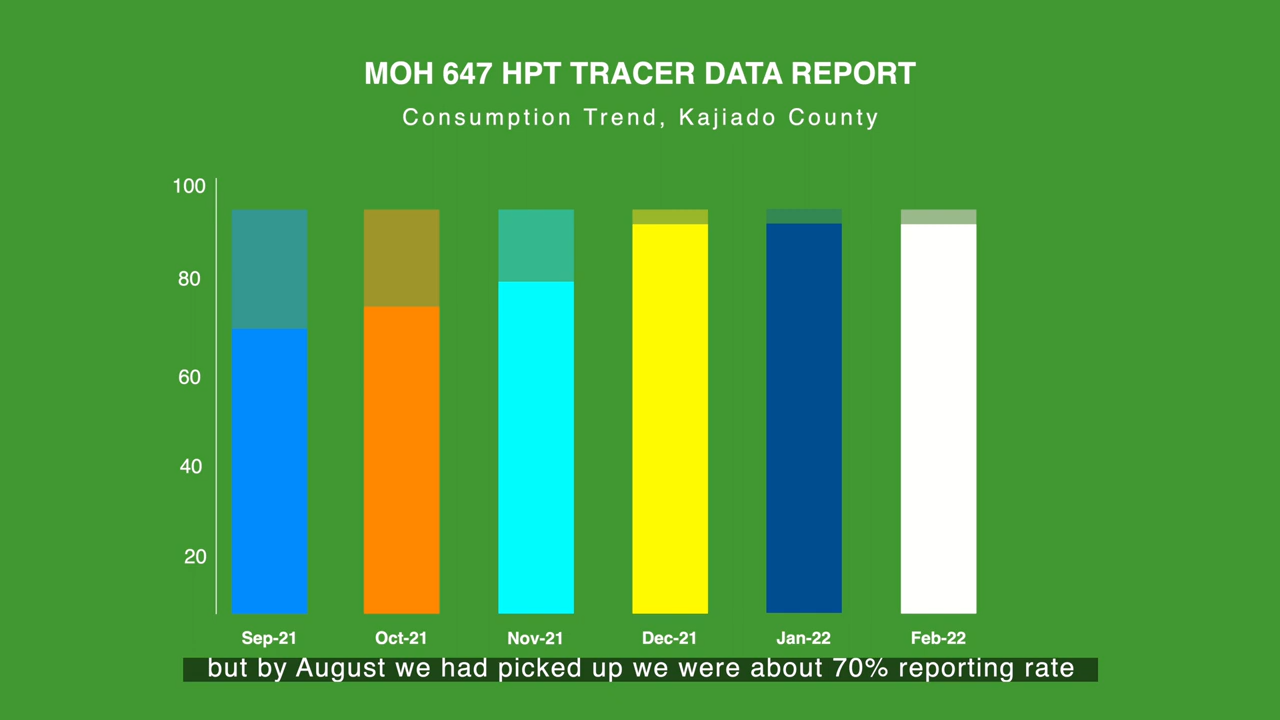 MOH 647 HPT TRACER DATA REPORT
Consumption Trend, Kajiado County
100
80
60
40
20
Sep-21 Oct-21 Nov-21 Dec-21 Jan-22 Feb-22
but by August we had picked up we were about 70% reporting rate